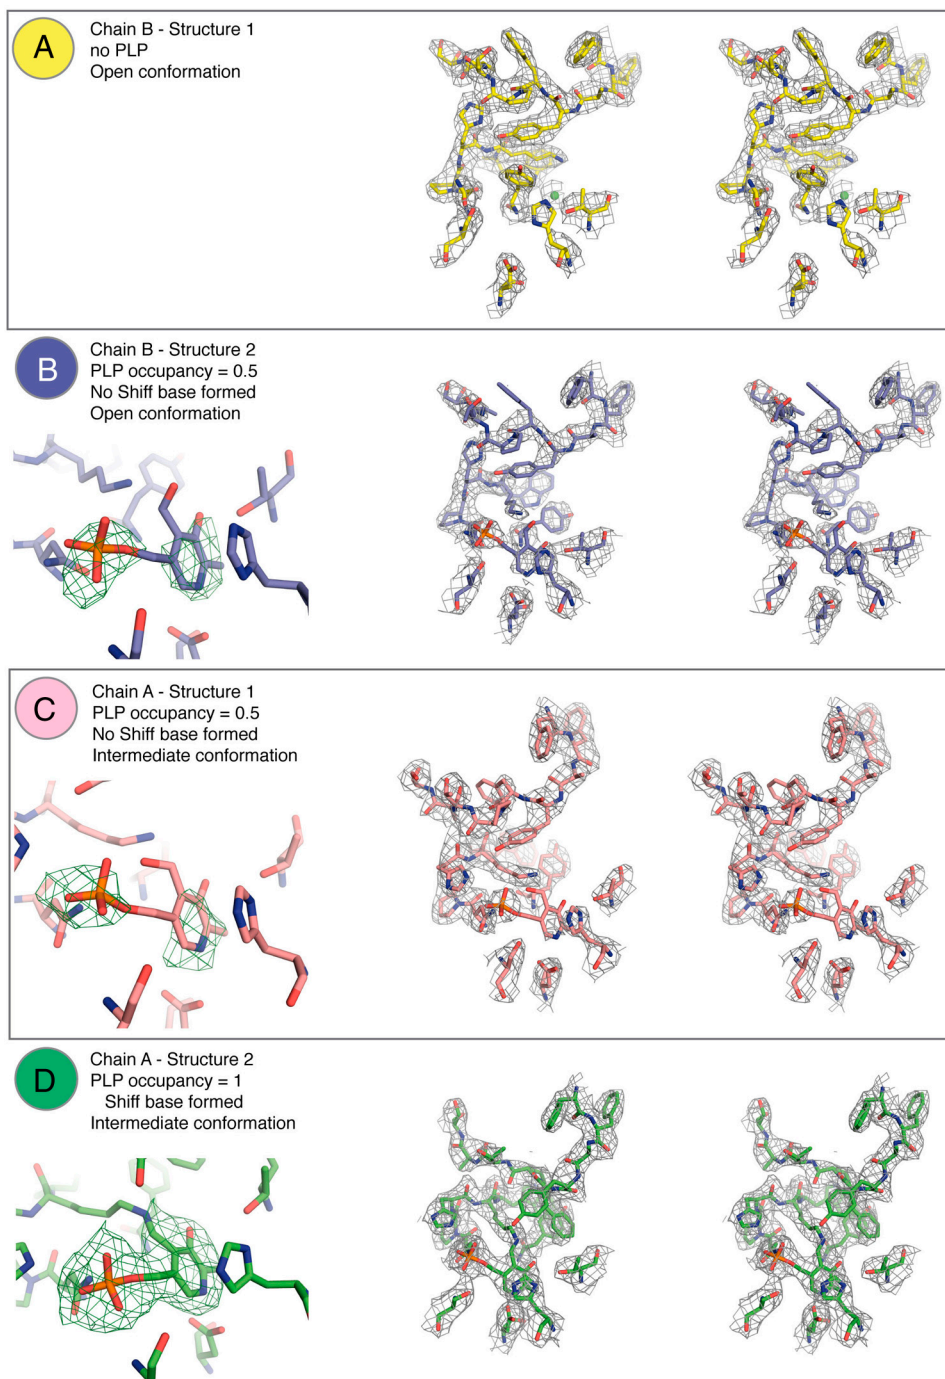 A
Chain B - Structure 1
no PLP
Open conformation
B
Chain B - Structure 2
PLP occupancy = 0.5
No Shiff base formed
Open conformation
C
Chain A - Structure 1
PLP occupancy = 0.5
No Shiff base formed
Intermediate conformation
D
Chain A - Structure 2
PLP occupancy = 1
Shiff base formed
Intermediate conformation